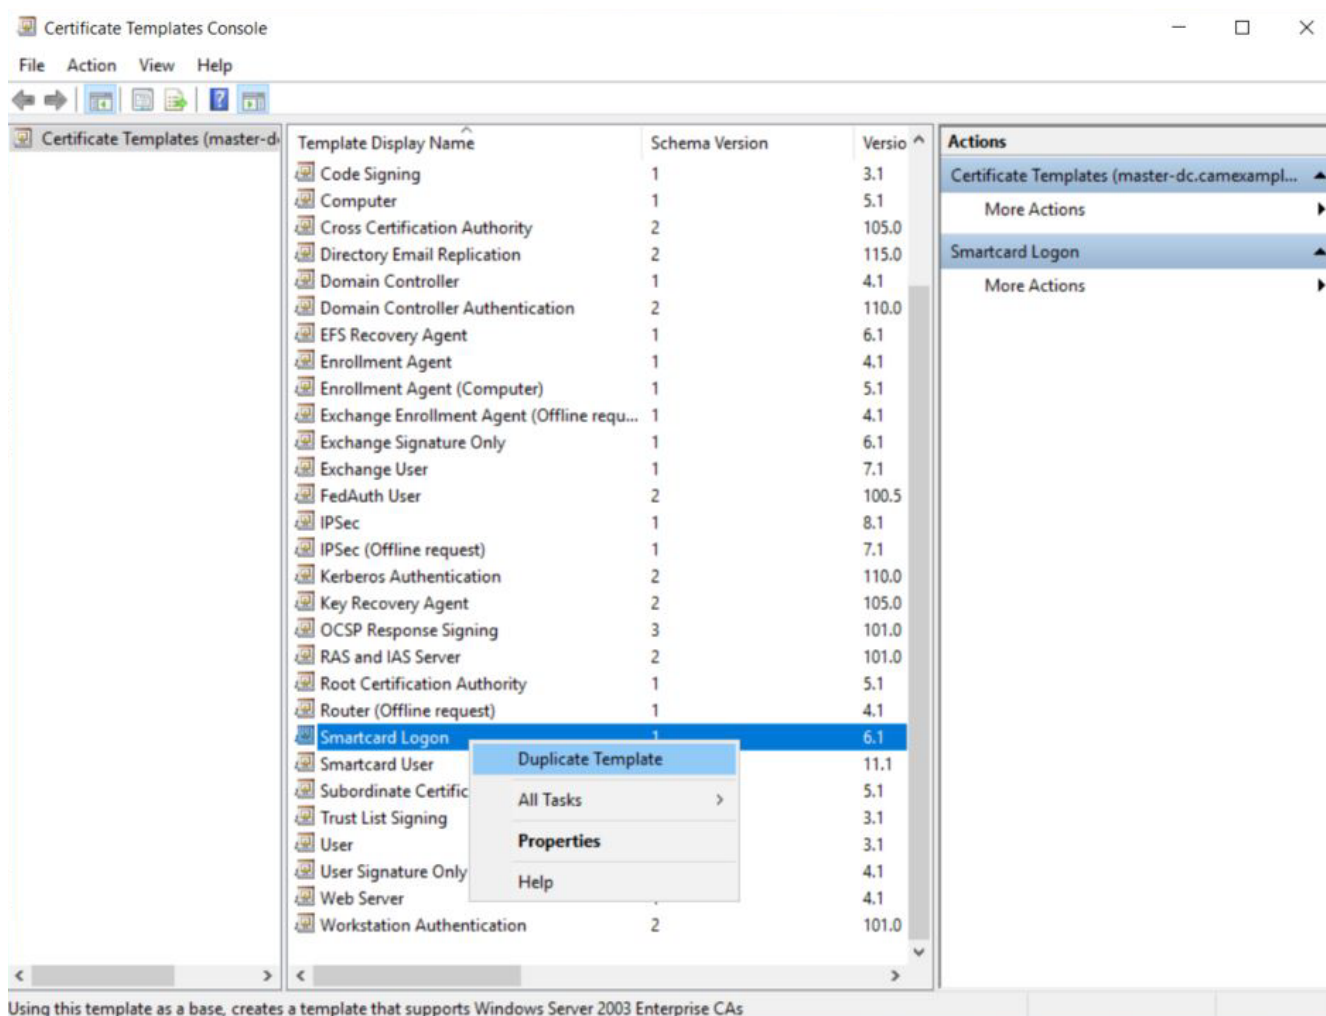 Certificate Templates Console
File Action View Help
Certificate Templates (master-d
Template Display Name Schema Version Versio
Code Signing 1 3.1
Computer 1 5.1
Cross Certification Authority 2 105.0
Directory Email Replication 2 115.0
Domain Controller 1 4.1
Domain Controller Authentication 2 110.0
EFS Recovery Agent 1 6.1
Enrollment Agent 1 4.1
Enrollment Agent (Computer) 1 5.1
Exchange Enrollment Agent (Offline requ... 1 4.1
Exchange Signature Only 1 6.1
Exchange User 1 7.1
FedAuth User 2 100.5
IPSec 1 8.1
IPSec (Offline request) 1 7.1
Kerberos Authentication 2 110.0
Key Recovery Agent 2 105.0
OCSP Response Signing 3 101.0
RAS and IAS Server 2 101.0
Root Certification Authority 1 5.1
Router (Offline request) 1 4.1
Smartcard Logon 1 6.1
Smartcard User 11.1
Subordinate Certific 5.1
Trust List Signing 3.1
User 3.1
User Signature Only 4.1
Web Server 4.1
Workstation Authentication 2 101.0
Duplicate Template
All Tasks
Properties
Help
Actions
Certificate Templates (master-dc.camexampl...
More Actions
Smartcard Logon
More Actions
Using this template as a base, creates a template that supports Windows Server 2003 Enterprise CAs